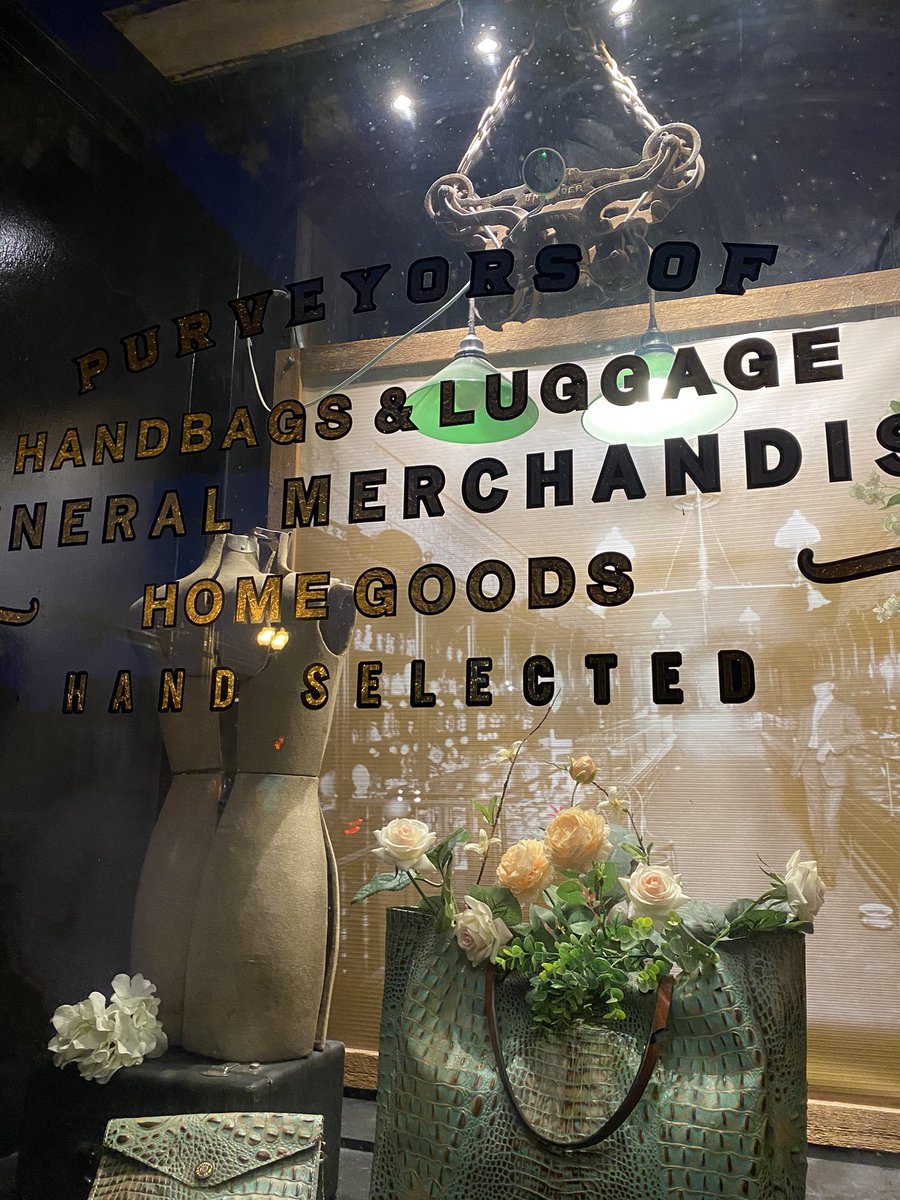 PURVEYORS OF
HANDBAGS & LUGGAGE
NERAL MERCHANDIS
HOME GOODS
HAND SELECTED